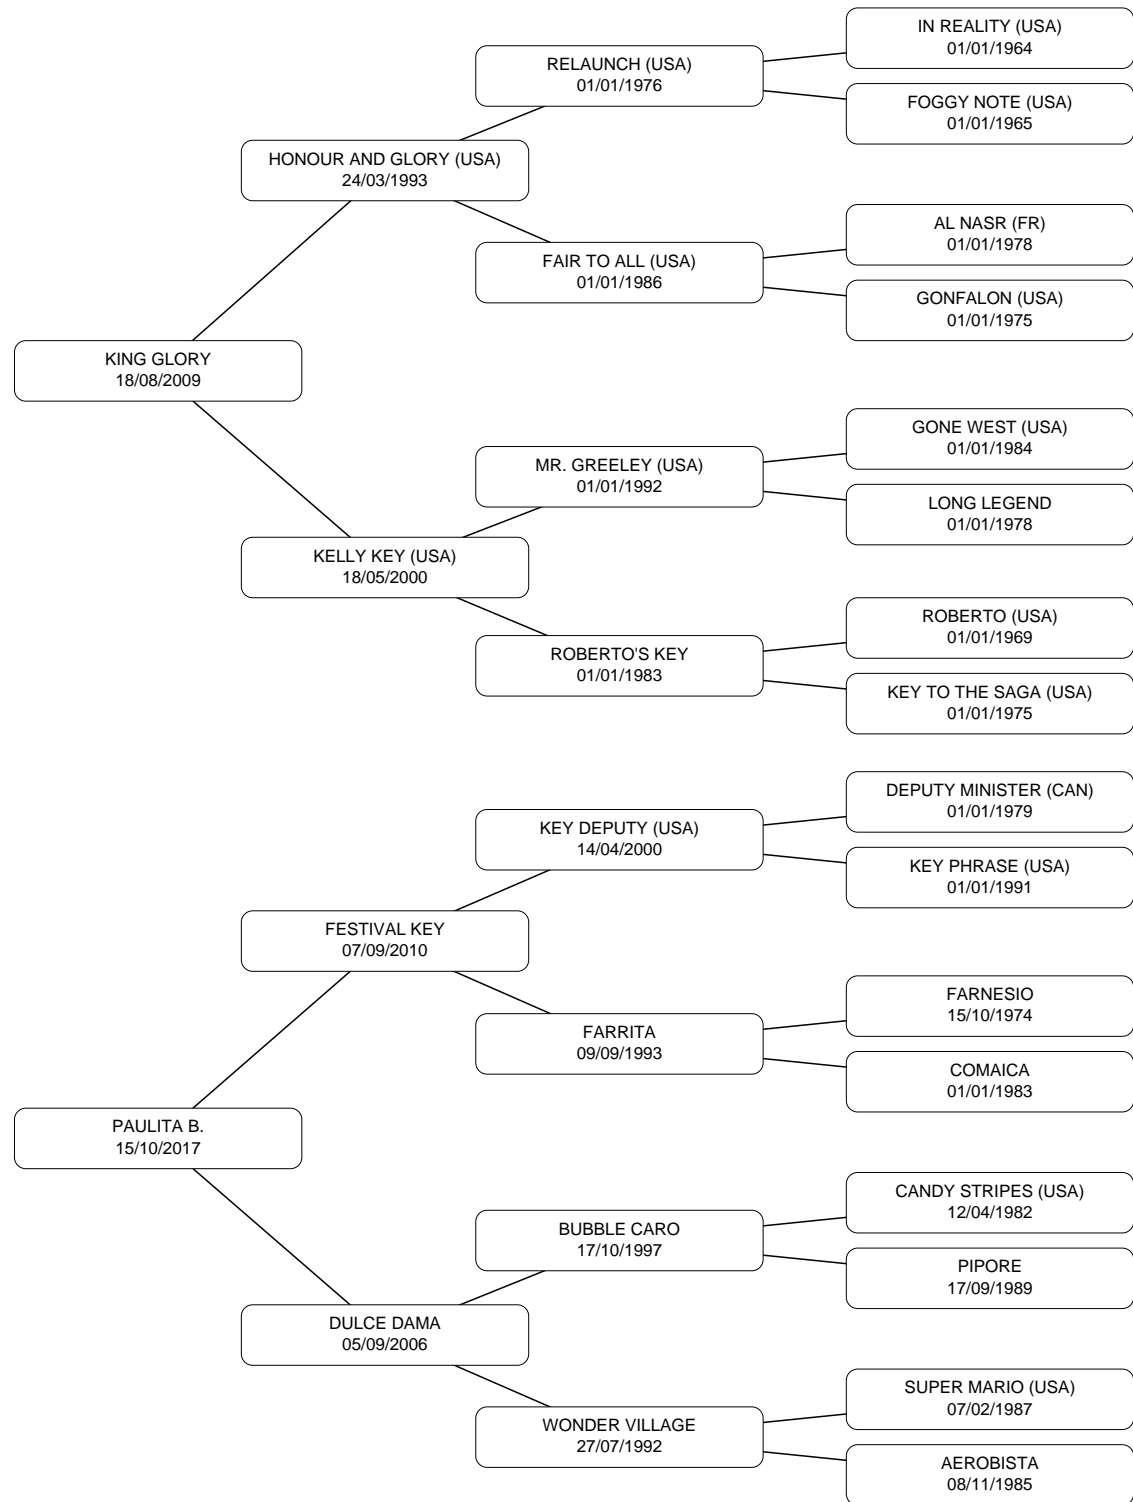 IN REALITY (USA)
01/01/1964
RELAUNCH (USA)
01/01/1976
FOGGY NOTE (USA)
01/01/1965
HONOUR AND GLORY (USA)
24/03/1993
AL NASR (FR)
01/01/1978
FAIR TO ALL (USA)
01/01/1986
GONFALON (USA)
01/01/1975
KING GLORY
18/08/2009
GONE WEST (USA)
01/01/1984
MR. GREELEY (USA)
01/01/1992
LONG LEGEND
01/01/1978
KELLY KEY (USA)
18/05/2000
ROBERTO (USA)
01/01/1969
ROBERTO'S KEY
01/01/1983
KEY TO THE SAGA (USA)
01/01/1975
DEPUTY MINISTER (CAN)
01/01/1979
KEY DEPUTY (USA)
14/04/2000
KEY PHRASE (USA)
01/01/1991
FESTIVAL KEY
07/09/2010
FARNESIO
15/10/1974
FARRITA
09/09/1993
COMAICA
01/01/1983
PAULITA B.
15/10/2017
CANDY STRIPES (USA)
12/04/1982
BUBBLE CARO
17/10/1997
PIPORE
17/09/1989
DULCE DAMA
05/09/2006
SUPER MARIO (USA)
07/02/1987
WONDER VILLAGE
27/07/1992
AEROBISTA
08/11/1985